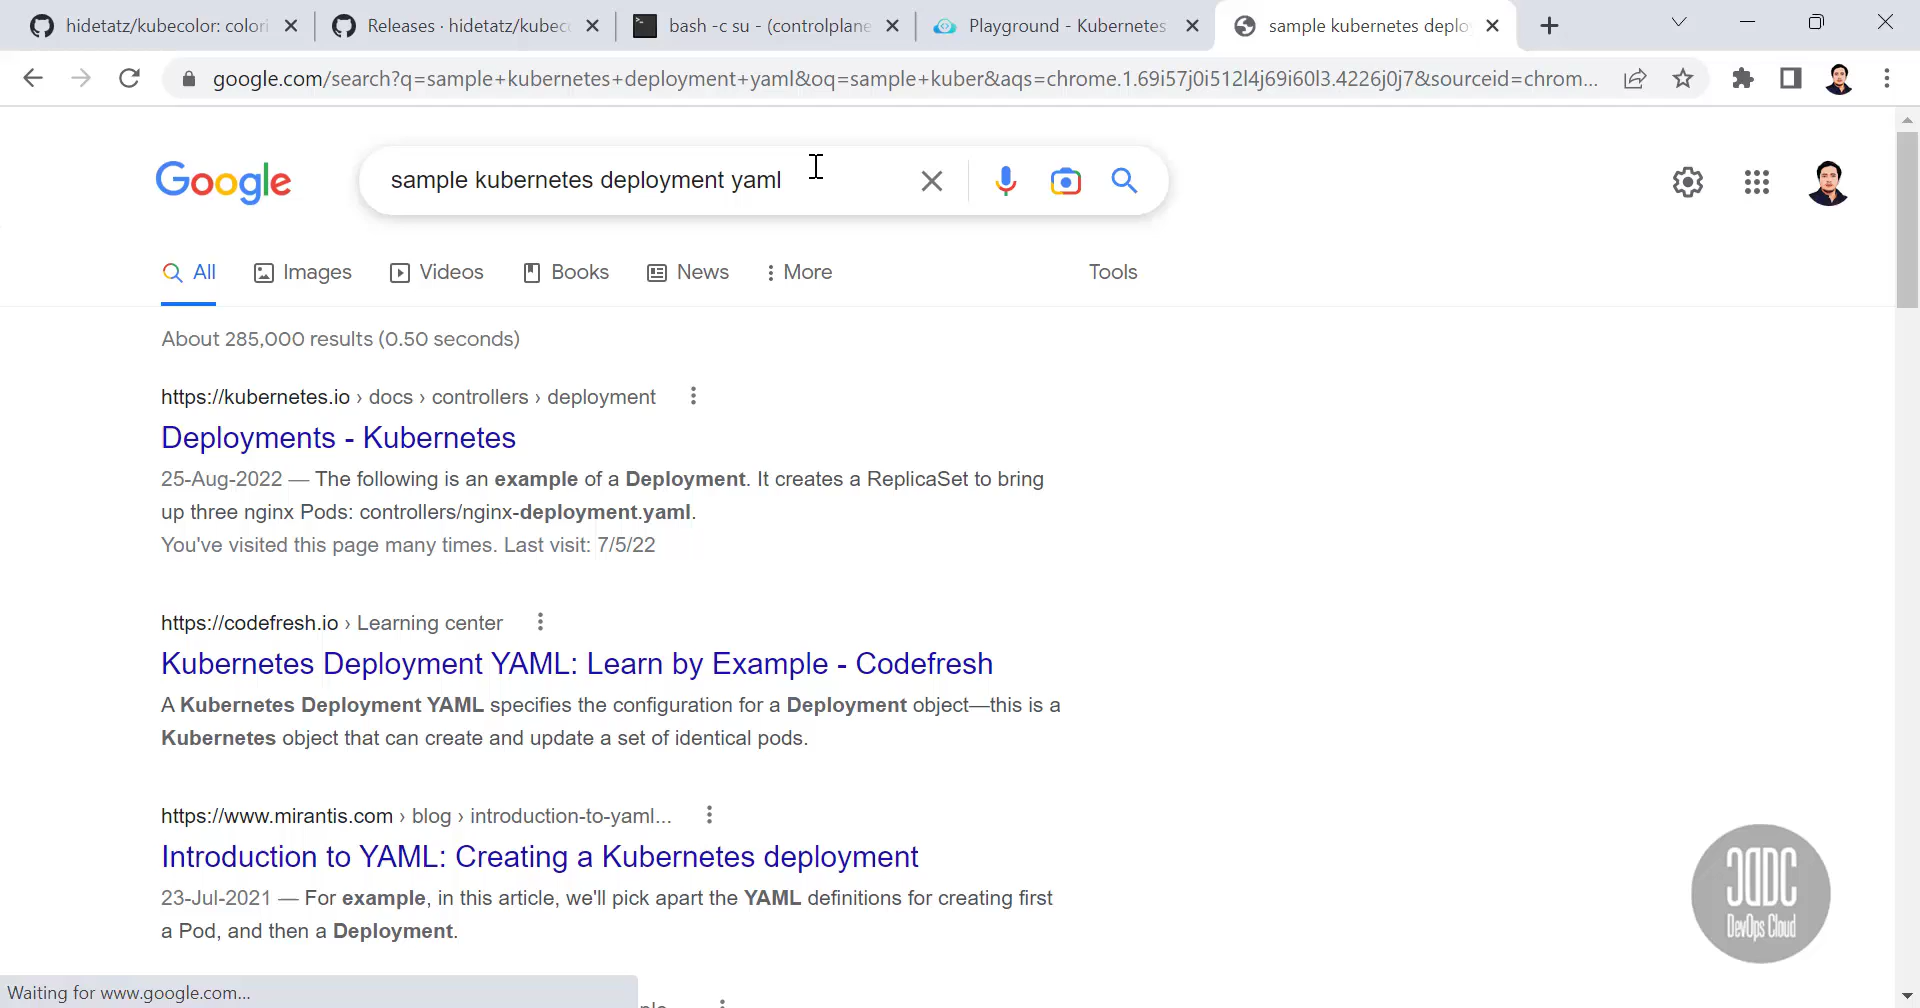 hidetatz/kubecolor: colori
Releases · hidetatz/kubec
bash -c su - (controlplane
Playground - Kubernetes
sample kubernetes deplo
google.com/search?q=sample+kubernetes+deployment+yaml&oq=sample+kuber&aqs=chrome.1.69i57j0i512l4j69i60l3.4226j0j7&sourceid=chrom...
Google
sample kubernetes deployment yaml
All
Images
Videos
Books
News
More
Tools
About 285,000 results (0.50 seconds)
https://kubernetes.io › docs › controllers › deployment
Deployments - Kubernetes
25-Aug-2022 — The following is an example of a Deployment. It creates a ReplicaSet to bring
up three nginx Pods: controllers/nginx-deployment.yaml.
You've visited this page many times. Last visit: 7/5/22
https://codefresh.io › Learning center
Kubernetes Deployment YAML: Learn by Example - Codefresh
A Kubernetes Deployment YAML specifies the configuration for a Deployment object—this is a
Kubernetes object that can create and update a set of identical pods.
https://www.mirantis.com › blog › introduction-to-yaml...
Introduction to YAML: Creating a Kubernetes deployment
23-Jul-2021 — For example, in this article, we'll pick apart the YAML definitions for creating first
a Pod, and then a Deployment.
DevOps Cloud
Waiting for www.google.com...